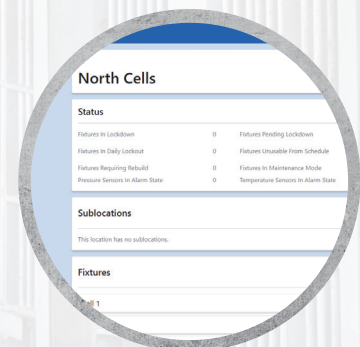 North Cells
Status
Fixtures In Lockdown 0 Fixtures Pending Lockdown
Fixtures In Daily Lockout 0 Fixtures Unusable From Schedule
Fixtures Requiring Rebuild 0 Fixtures In Maintenance Mode
Pressure Sensors In Alarm State 0 Temperature Sensors In Alarm State
Sublocations
This location has no sublocations.
Fixtures
1